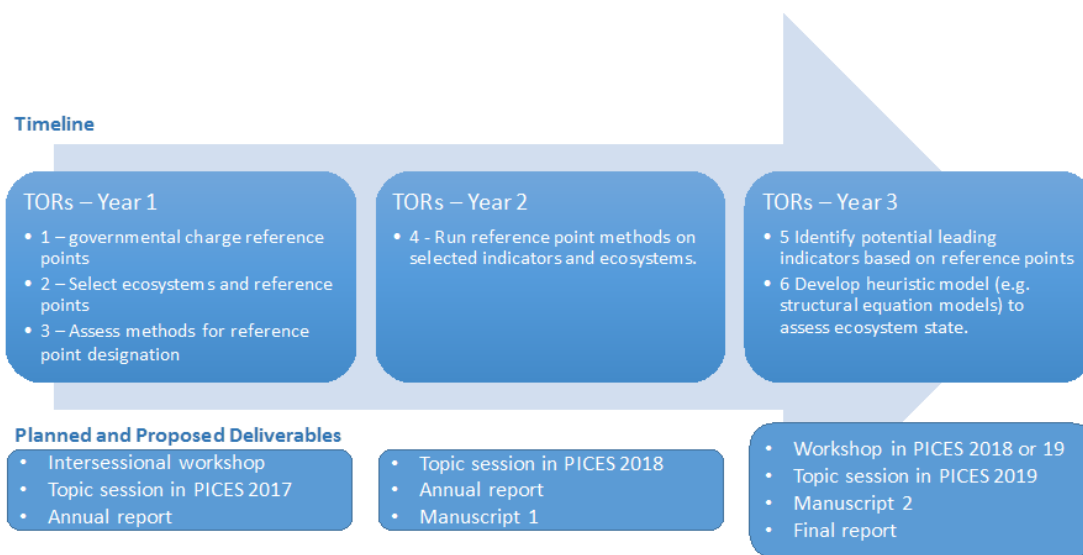 Timeline
TORs – Year 1
• 1 – governmental charge reference
points
• 2 – Select ecosystems and reference
points
• 3 – Assess methods for reference
point designation
TORs – Year 2
• 4 - Run reference point methods on
selected indicators and ecosystems.
TORs – Year 3
• 5 Identify potential leading
indicators based on reference points
• 6 Develop heuristic model (e.g.
structural equation models) to
assess ecosystem state.
Planned and Proposed Deliverables
• Intersessional workshop
• Topic session in PICES 2017
• Annual report
• Topic session in PICES 2018
• Annual report
• Manuscript 1
• Workshop in PICES 2018 or 19
• Topic session in PICES 2019
• Manuscript 2
• Final report